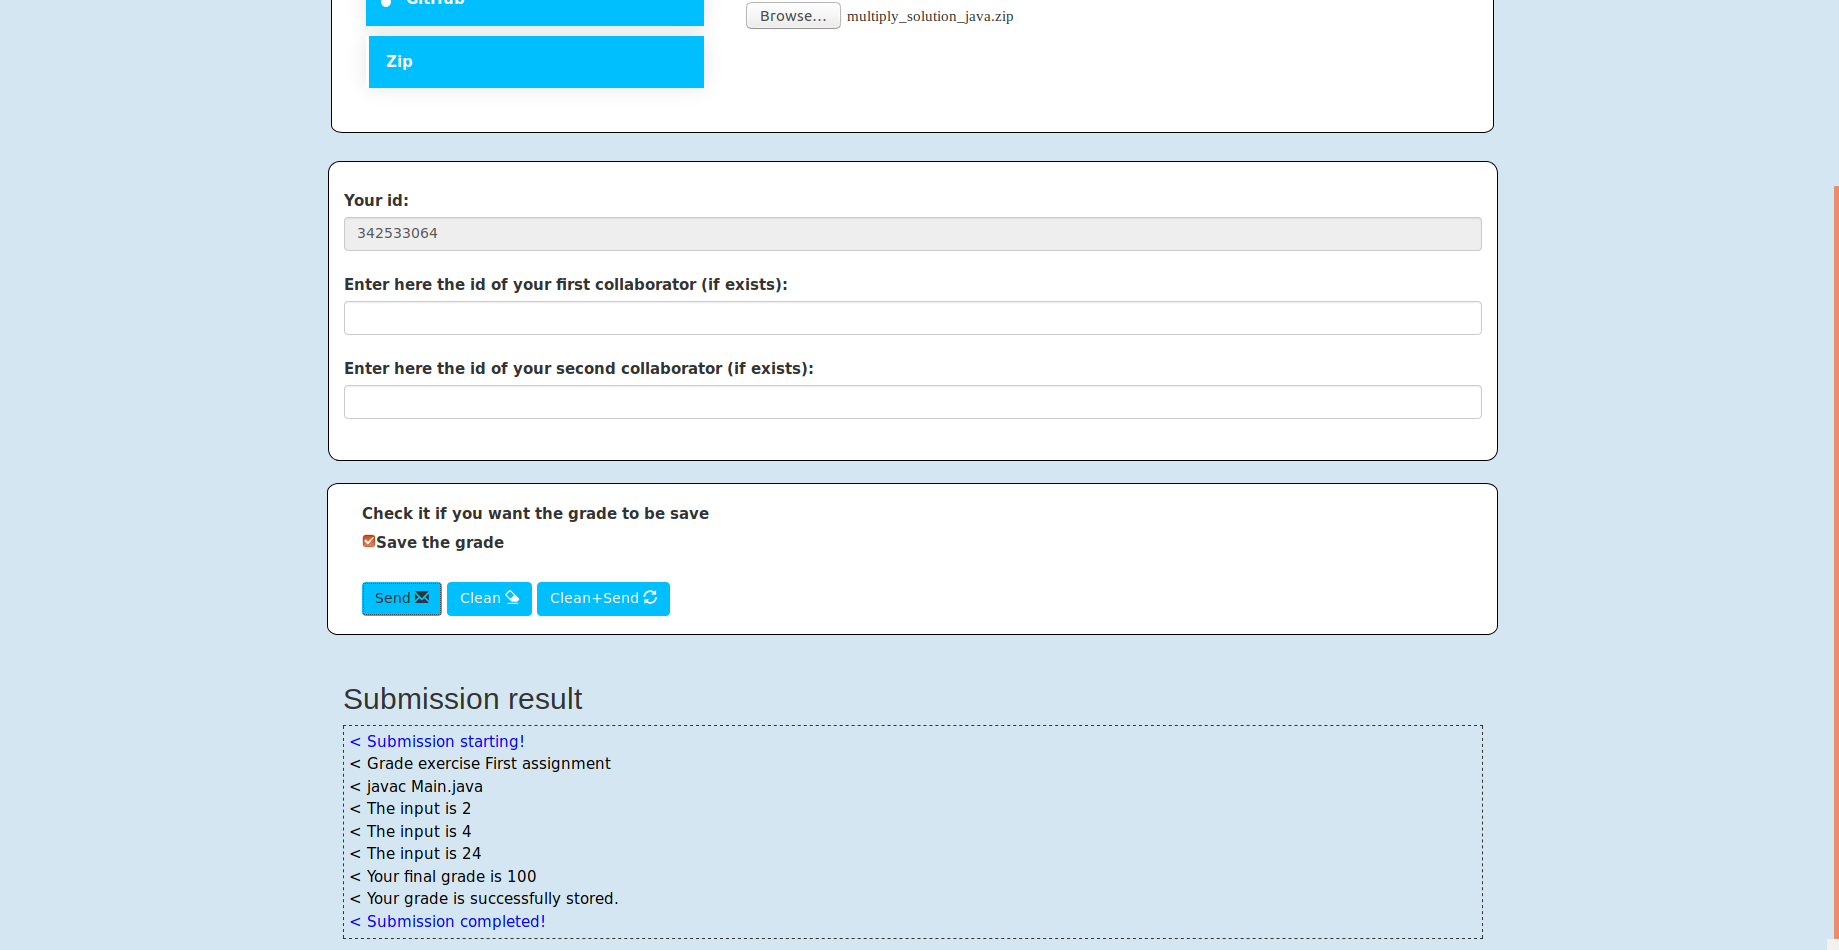 GitHub
Browse... multiply_solution_java.zip
Zip
Your id:
342533064
Enter here the id of your first collaborator (if exists):
Enter here the id of your second collaborator (if exists):
Check it if you want the grade to be save
Save the grade
Send Clean Clean+Send
Submission result
< Submission starting!
< Grade exercise First assignment
< javac Main.java
< The input is 2
< The input is 4
< The input is 24
< Your final grade is 100
< Your grade is successfully stored.
< Submission completed!